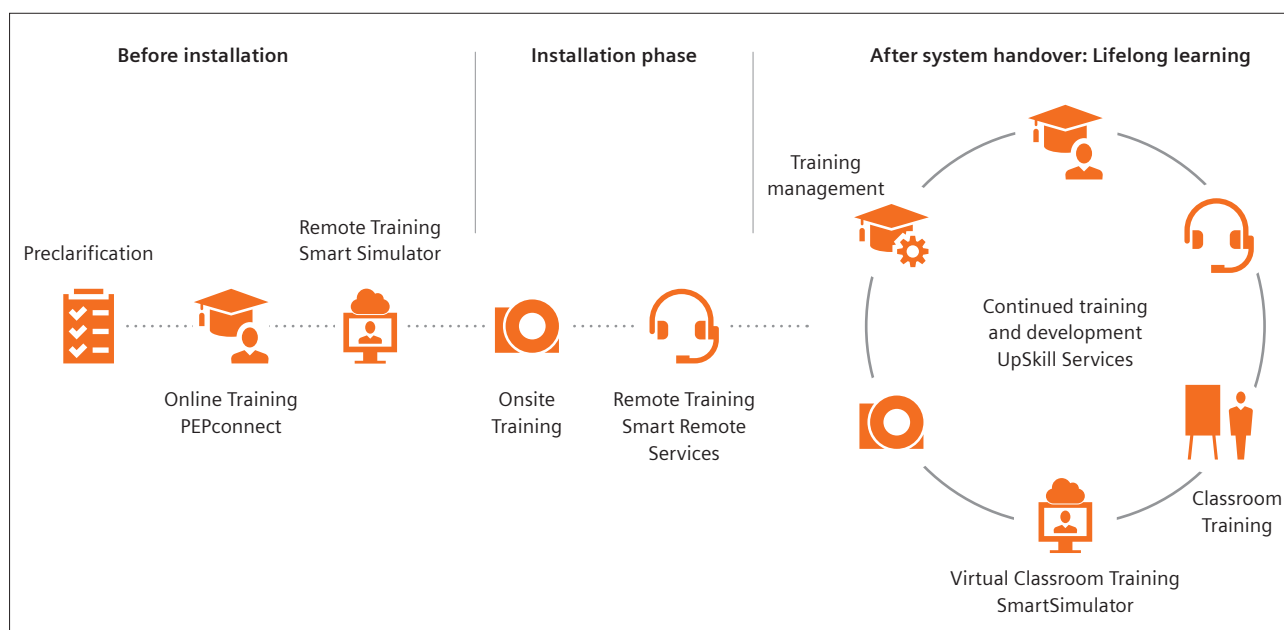 Before installation
Installation phase
After system handover: Lifelong learning
Training
management
Remote Training
Smart Simulator
Preclarification
Continued training
and development
UpSkill Services
Online Training
PEPconnect
Onsite
Training
Remote Training
Smart Remote
Services
Classroom
Training
Virtual Classroom Training
SmartSimulator